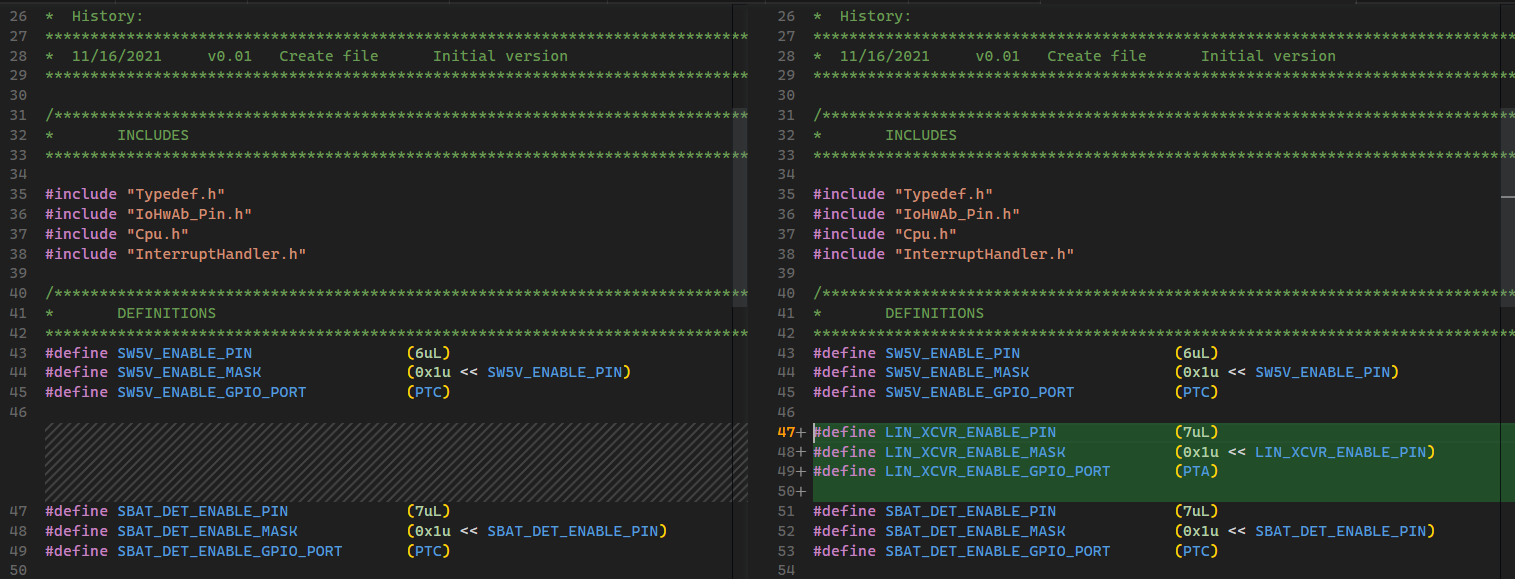 26 *  History:
27 ******************************************************************************
28 *  11/16/2021     v0.01   Create file      Initial version
29 ******************************************************************************
30
31 /*****************************************************************************
32 *       INCLUDES
33 ******************************************************************************
34
35 #include "Typedef.h"
36 #include "IoHwAb_Pin.h"
37 #include "Cpu.h"
38 #include "InterruptHandler.h"
39
40 /*****************************************************************************
41 *       DEFINITIONS
42 ******************************************************************************
43 #define SW5V_ENABLE_PIN                 (6uL)
44 #define SW5V_ENABLE_MASK                (0x1u << SW5V_ENABLE_PIN)
45 #define SW5V_ENABLE_GPIO_PORT           (PTC)
46
47 #define SBAT_DET_ENABLE_PIN             (7uL)
48 #define SBAT_DET_ENABLE_MASK            (0x1u << SBAT_DET_ENABLE_PIN)
49 #define SBAT_DET_ENABLE_GPIO_PORT       (PTC)
50
26 *  History:
27 ******************************************************************************
28 *  11/16/2021     v0.01   Create file      Initial version
29 ******************************************************************************
30
31 /*****************************************************************************
32 *       INCLUDES
33 ******************************************************************************
34
35 #include "Typedef.h"
36 #include "IoHwAb_Pin.h"
37 #include "Cpu.h"
38 #include "InterruptHandler.h"
39
40 /*****************************************************************************
41 *       DEFINITIONS
42 ******************************************************************************
43 #define SW5V_ENABLE_PIN                 (6uL)
44 #define SW5V_ENABLE_MASK                (0x1u << SW5V_ENABLE_PIN)
45 #define SW5V_ENABLE_GPIO_PORT           (PTC)
46
47+ #define LIN_XCVR_ENABLE_PIN             (7uL)
48+ #define LIN_XCVR_ENABLE_MASK            (0x1u << LIN_XCVR_ENABLE_PIN)
49+ #define LIN_XCVR_ENABLE_GPIO_PORT       (PTA)
50+
51 #define SBAT_DET_ENABLE_PIN             (7uL)
52 #define SBAT_DET_ENABLE_MASK            (0x1u << SBAT_DET_ENABLE_PIN)
53 #define SBAT_DET_ENABLE_GPIO_PORT       (PTC)
54